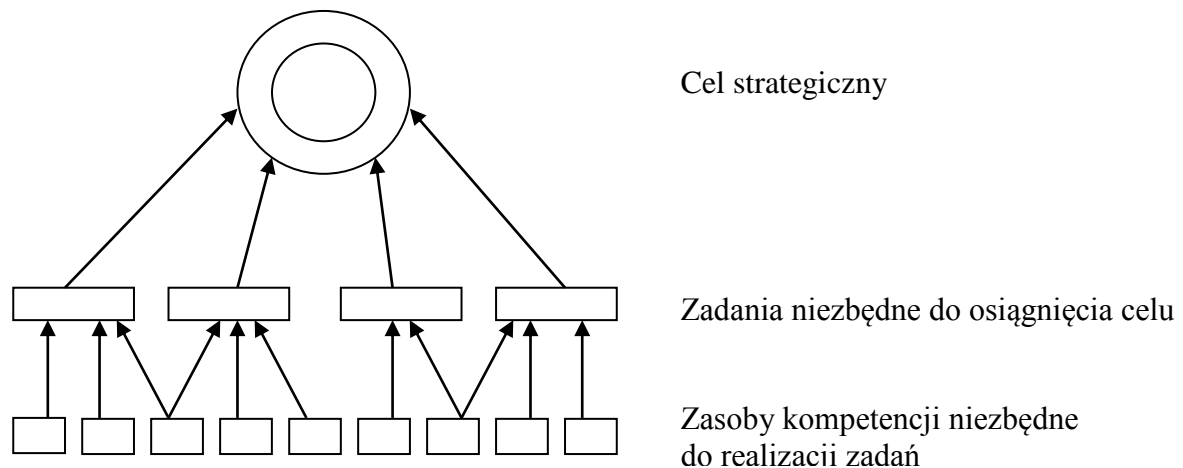 Cel strategiczny
Zadania niezbędne do osiągnięcia celu
Zasoby kompetencji niezbędne
do realizacji zadań